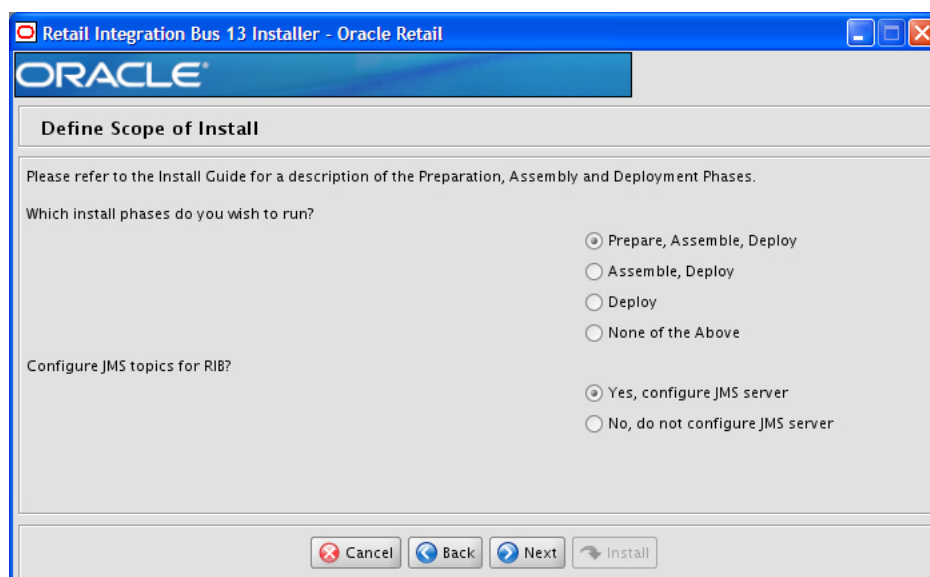 Retail Integration Bus 13 Installer - Oracle Retail
ORACLE®
Define Scope of Install
Please refer to the Install Guide for a description of the Preparation, Assembly and Deployment Phases.
Which install phases do you wish to run?
Prepare, Assemble, Deploy
Assemble, Deploy
Deploy
None of the Above
Configure JMS topics for RIB?
Yes, configure JMS server
No, do not configure JMS server
Cancel Back Next Install